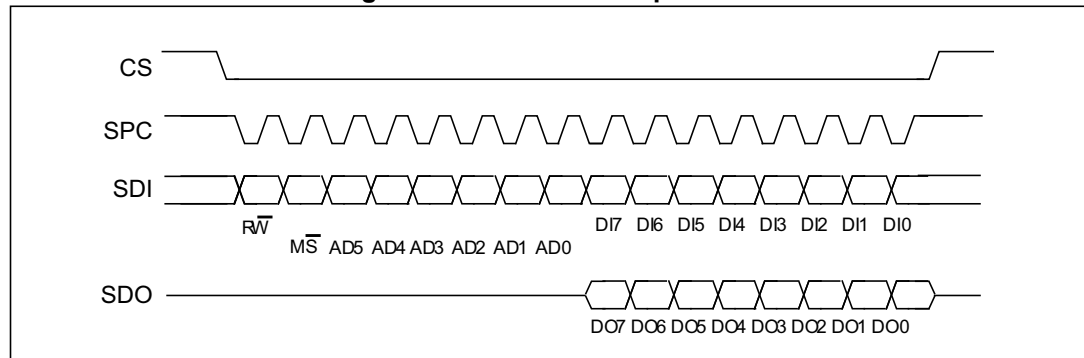 CS
SPC
SDI
RW̅
DI7 DI6 DI5 DI4 DI3 DI2 DI1 DI0
MS̅ AD5 AD4 AD3 AD2 AD1 AD0
SDO
DO7 DO6 DO5 DO4 DO3 DO2 DO1 DO0